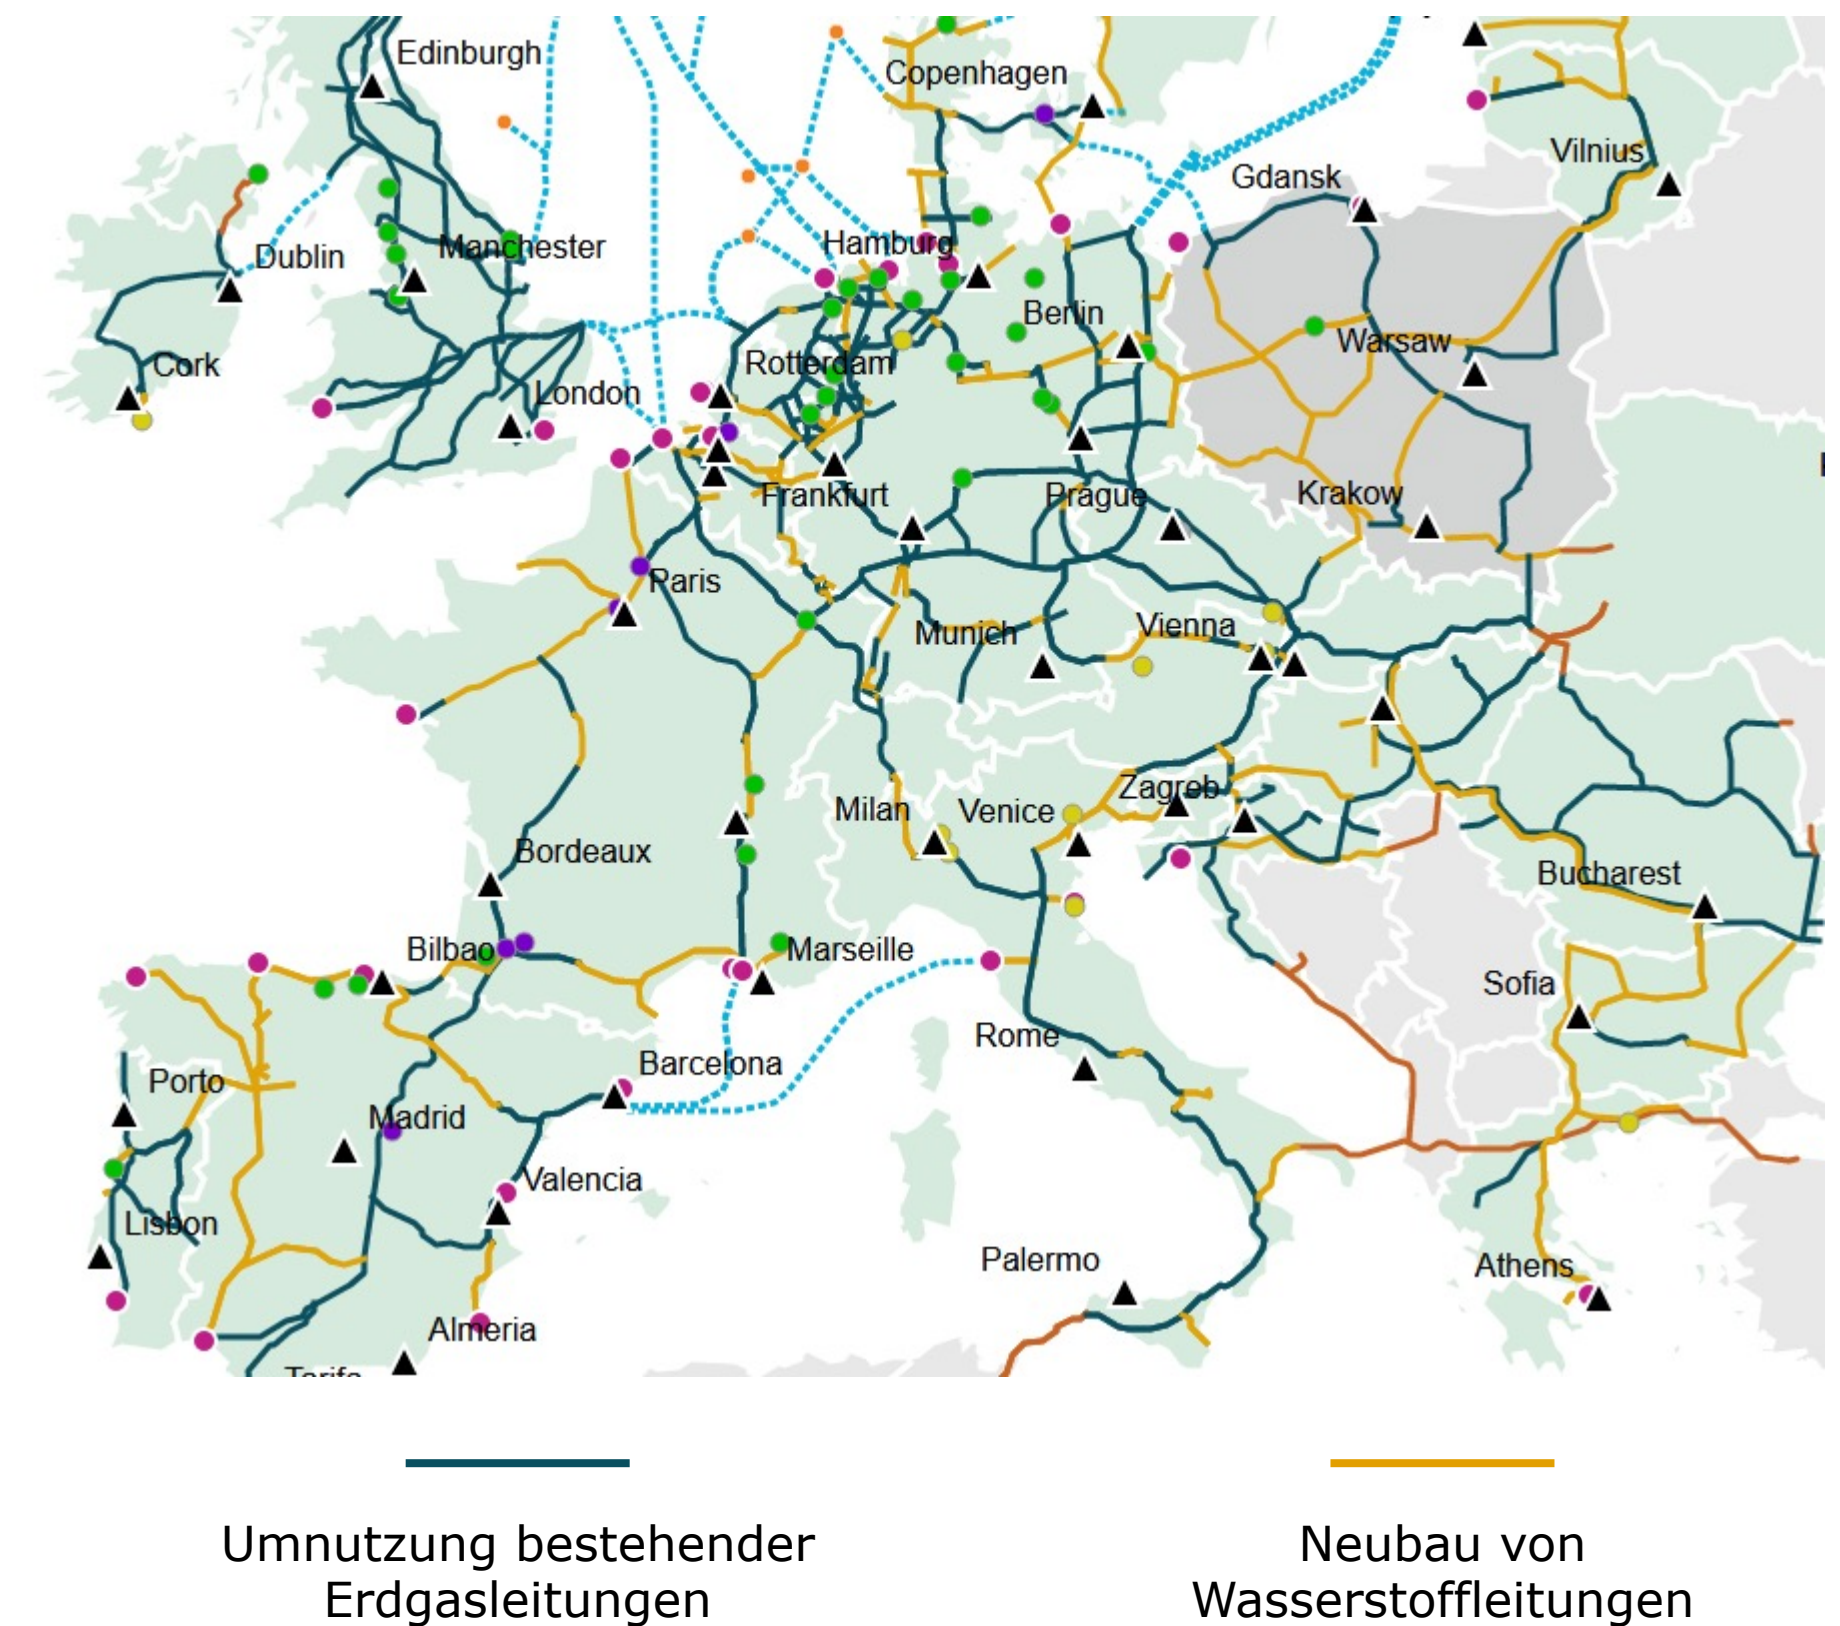 Edinburgh
Copenhagen
Vilnius
Gdansk
Hamburg
Manchester
Dublin
Berlin
Warsaw
Rotterdam
Cork
London
Frankfurt
Prague
Krakow
Paris
Munich
Vienna
Zagreb
Milan
Venice
Bordeaux
Bucharest
Bilbao
Marseille
Sofia
Rome
Barcelona
Porto
Madrid
Valencia
Lisbon
Palermo
Athens
Almeria
Umnutzung bestehender
Erdgasleitungen
Neubau von
Wasserstoffleitungen